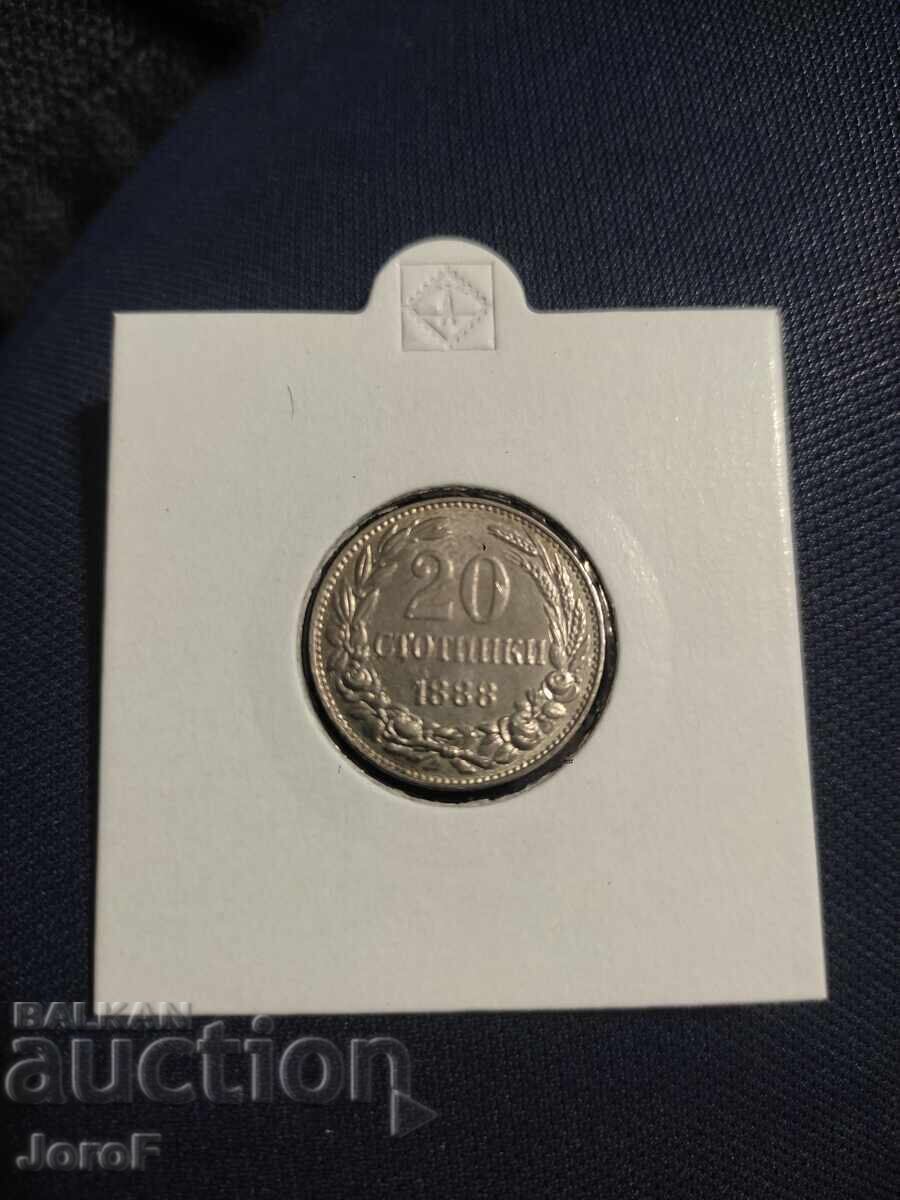 20
СТОТИНКИ
1888
BALKAN
auction
JoroF